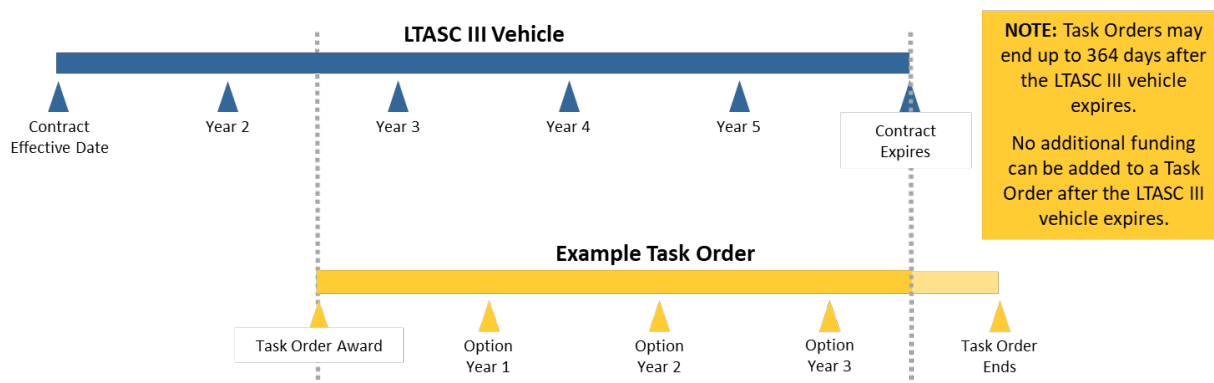 LTASC III Vehicle
Contract
Effective Date
Year 2
Year 3
Year 4
Year 5
Contract
Expires
NOTE: Task Orders may
end up to 364 days after
the LTASC III vehicle
expires.
No additional funding
can be added to a Task
Order after the LTASC III
vehicle expires.
Example Task Order
Task Order Award
Option
Year 1
Option
Year 2
Option
Year 3
Task Order
Ends